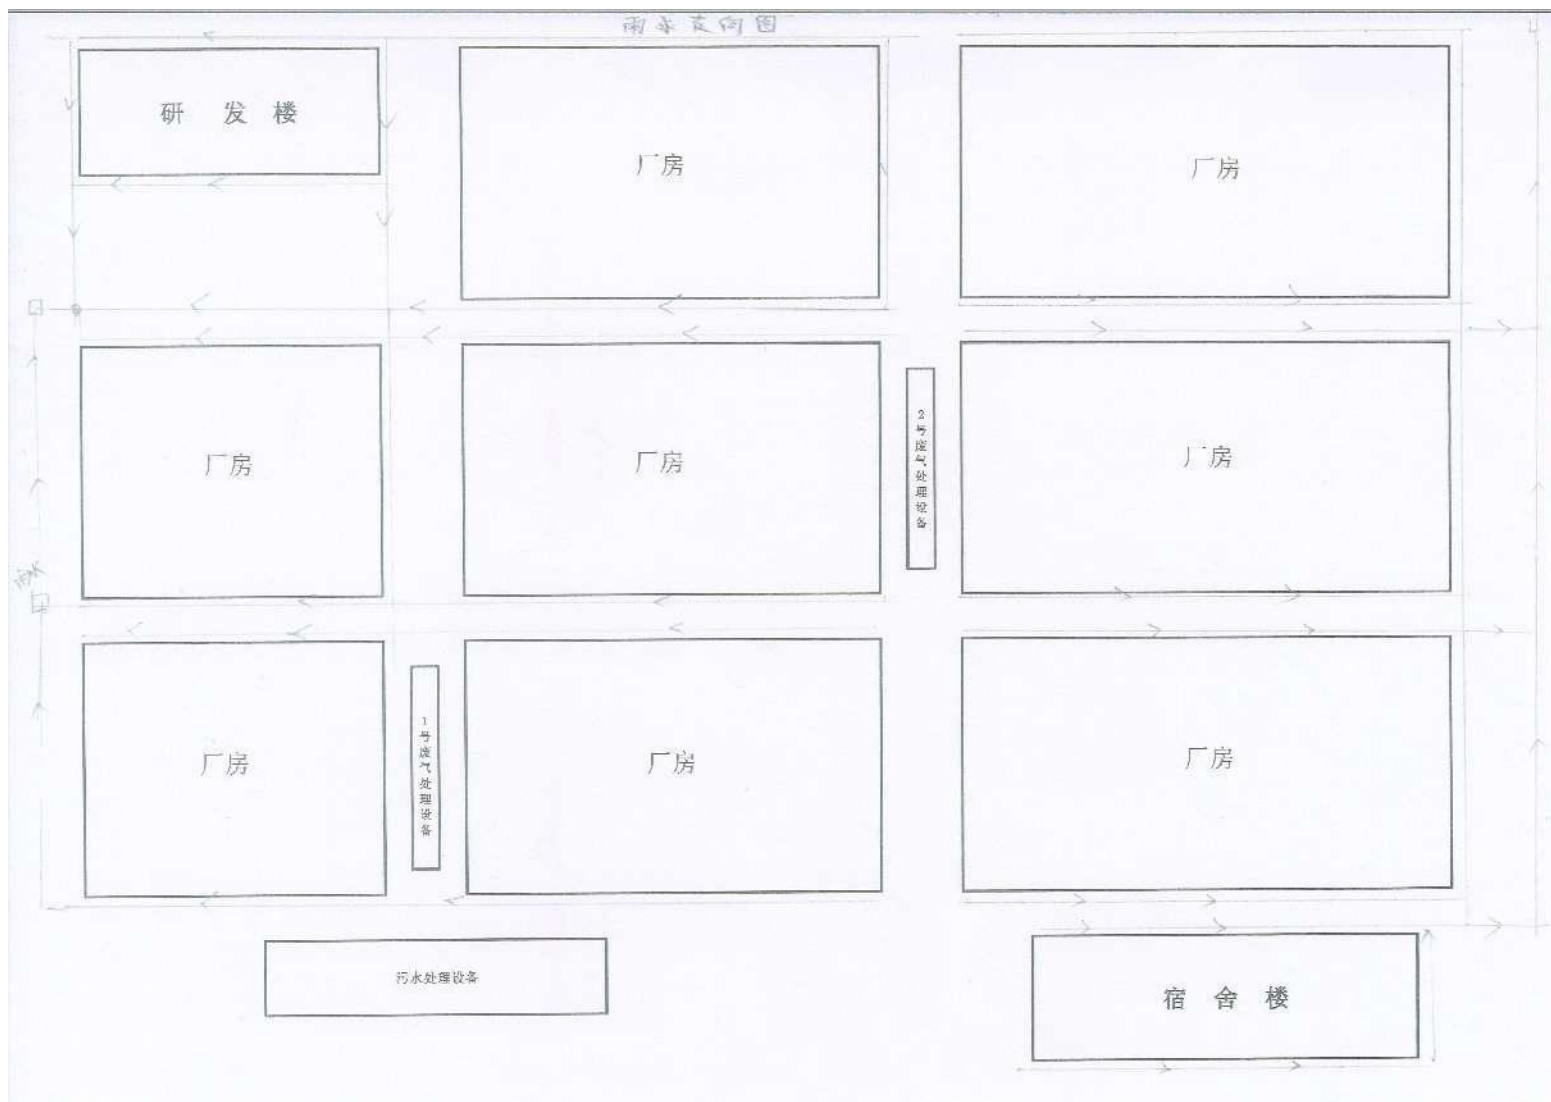 雨水走向图
研 发 楼
厂房
厂房
厂房
厂房
2号废气处理设备
厂房
雨水
厂房
1号废气处理设备
厂房
厂房
污水处理设备
宿 舍 楼